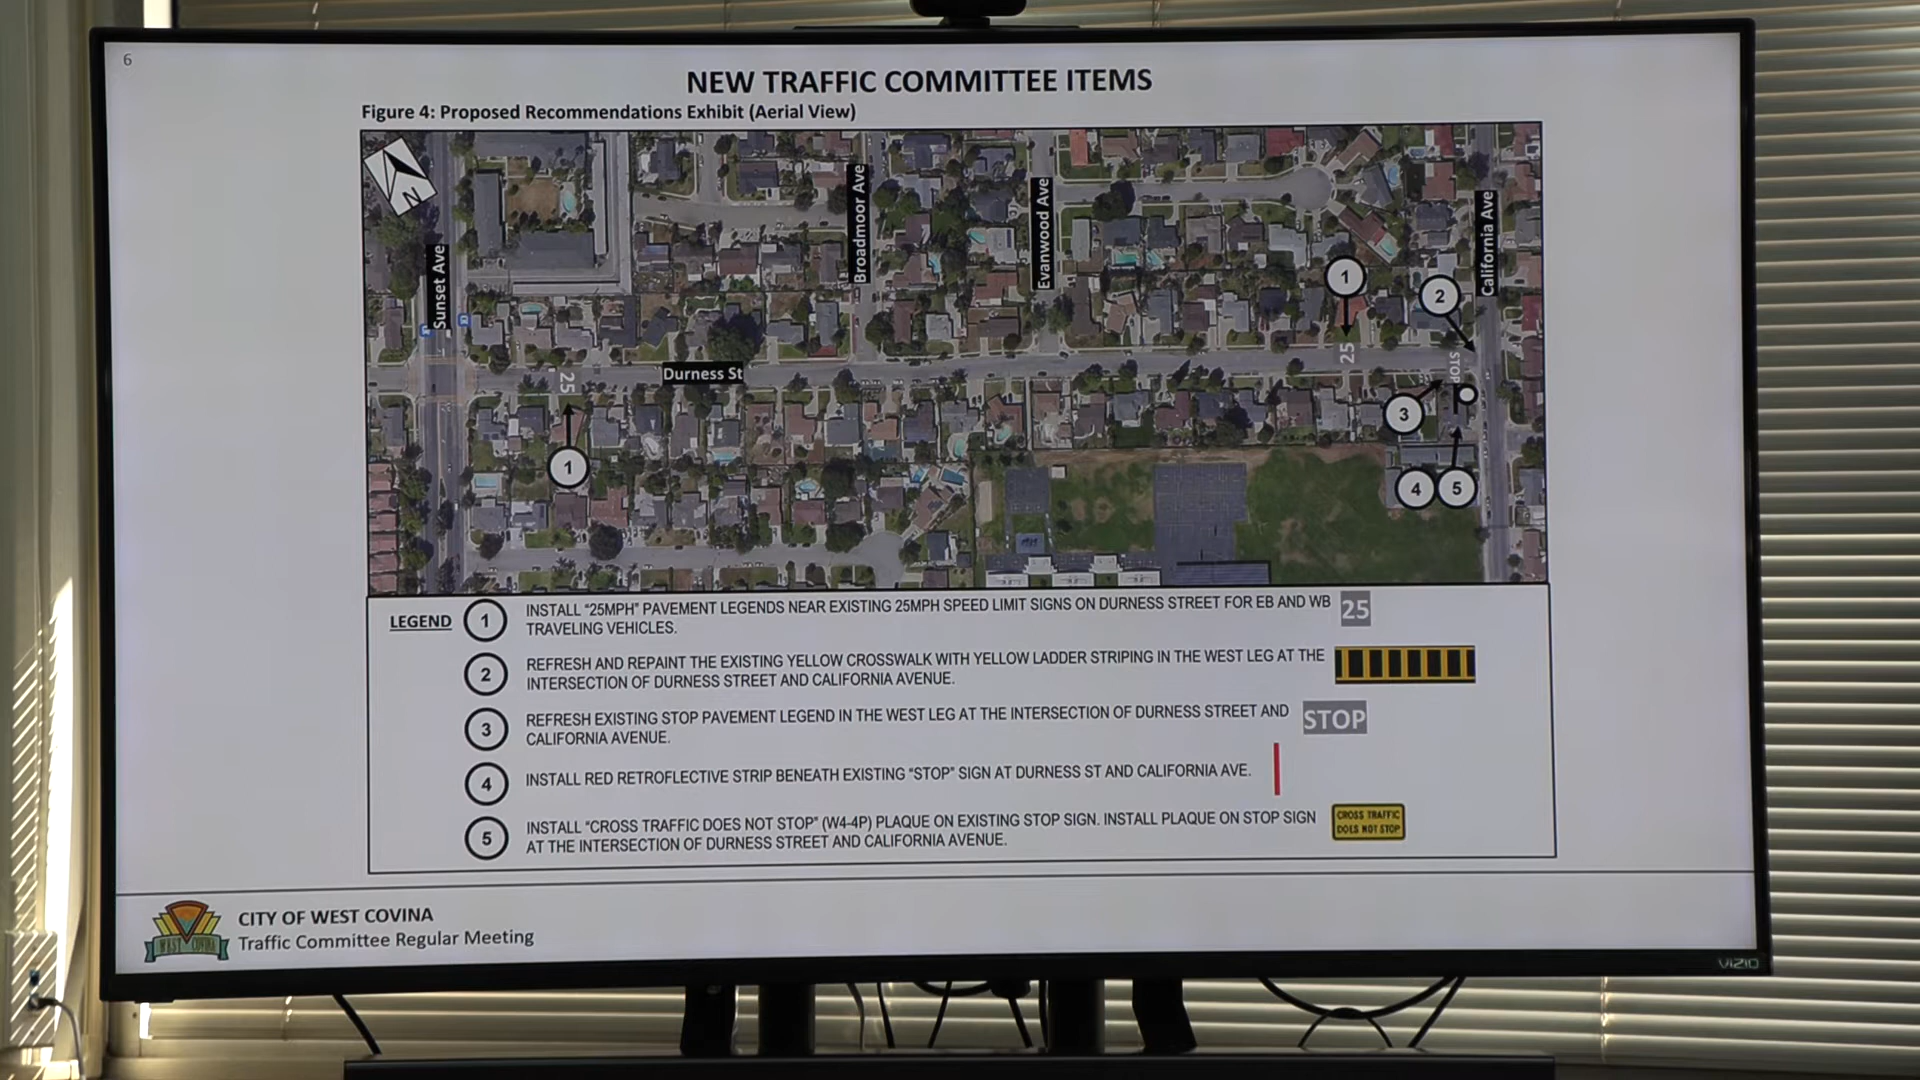 6
NEW TRAFFIC COMMITTEE ITEMS
Figure 4: Proposed Recommendations Exhibit (Aerial View)
N
Sunset Ave
Broadmoor Ave
Evanwood Ave
California Ave
1
2
25
25
STOP
Durness St
3
1
4
5
LEGEND
1
INSTALL “25MPH” PAVEMENT LEGENDS NEAR EXISTING 25MPH SPEED LIMIT SIGNS ON DURNESS STREET FOR EB AND WB
TRAVELING VEHICLES.
25
2
REFRESH AND REPAINT THE EXISTING YELLOW CROSSWALK WITH YELLOW LADDER STRIPING IN THE WEST LEG AT THE
INTERSECTION OF DURNESS STREET AND CALIFORNIA AVENUE.
3
REFRESH EXISTING STOP PAVEMENT LEGEND IN THE WEST LEG AT THE INTERSECTION OF DURNESS STREET AND
CALIFORNIA AVENUE.
STOP
4
INSTALL RED RETROFLECTIVE STRIP BENEATH EXISTING “STOP” SIGN AT DURNESS ST AND CALIFORNIA AVE.
5
INSTALL “CROSS TRAFFIC DOES NOT STOP” (W4-4P) PLAQUE ON EXISTING STOP SIGN. INSTALL PLAQUE ON STOP SIGN
AT THE INTERSECTION OF DURNESS STREET AND CALIFORNIA AVENUE.
CROSS TRAFFIC
DOES NOT STOP
WEST COVINA
CITY OF WEST COVINA
Traffic Committee Regular Meeting
VIZIO